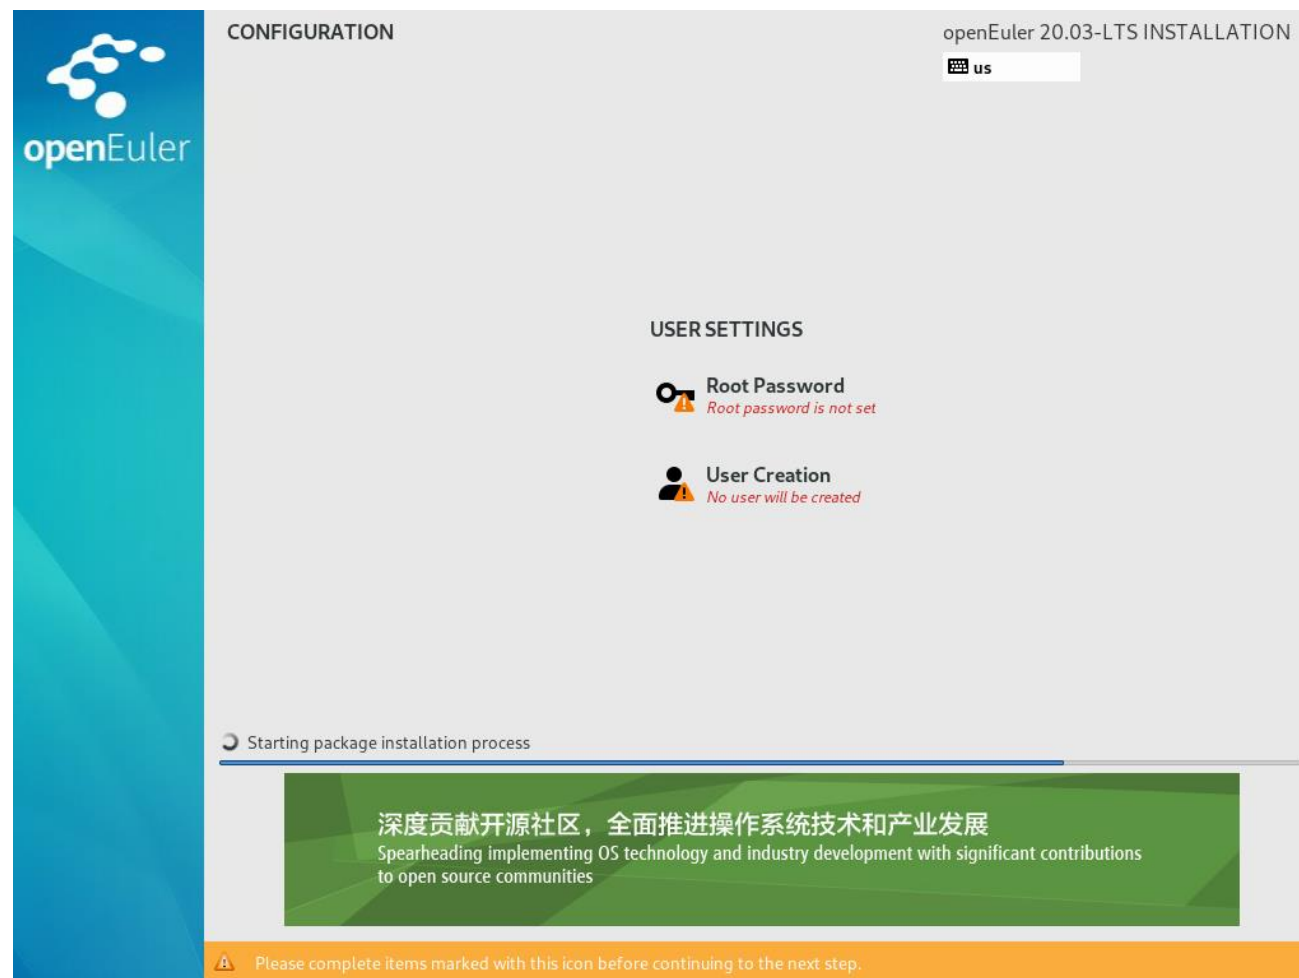 openEuler
CONFIGURATION
openEuler 20.03-LTS INSTALLATION
us
USER SETTINGS
Root Password
Root password is not set
User Creation
No user will be created
Starting package installation process
深度贡献开源社区，全面推进操作系统技术和产业发展
Spearheading implementing OS technology and industry development with significant contributions
to open source communities
Please complete items marked with this icon before continuing to the next step.